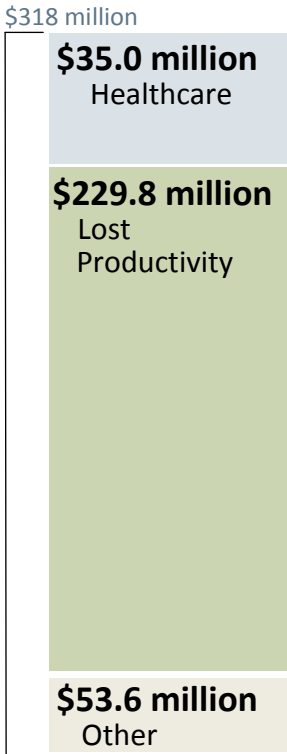 $318 million
$35.0 million
Healthcare
$229.8 million
Lost
Productivity
$53.6 million
Other